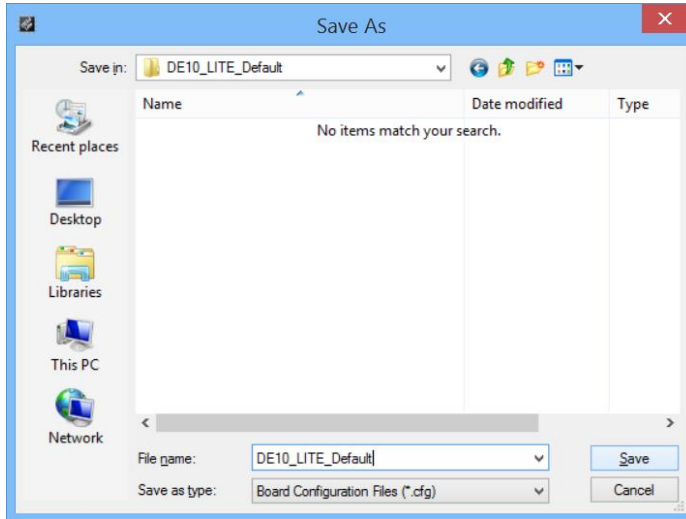 Save As
Save in: DE10_LITE_Default
Name Date modified Type
No items match your search.
Recent places
Desktop
Libraries
This PC
Network
File name: DE10_LITE_Default
Save
Save as type: Board Configuration Files (*.cfg)
Cancel